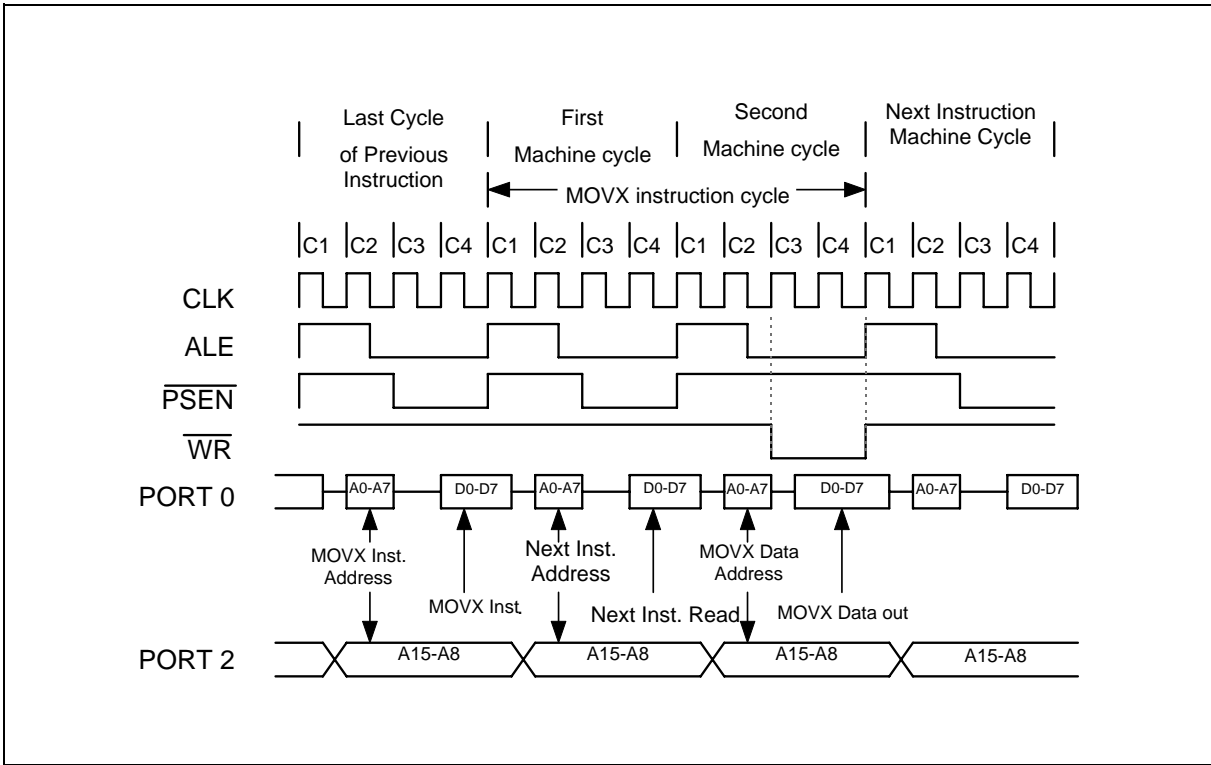 Last Cycle
of Previous
Instruction
First
Machine cycle
Second
Machine cycle
Next Instruction
Machine Cycle
MOVX instruction cycle
C1 C2 C3 C4 C1 C2 C3 C4 C1 C2 C3 C4 C1 C2 C3 C4
CLK
ALE
PSEN
WR
PORT 0
A0-A7 D0-D7 A0-A7 D0-D7 A0-A7 D0-D7 A0-A7 D0-D7
MOVX Inst.
Address
MOVX Inst.
Next Inst.
Address
Next Inst. Read
MOVX Data
Address
MOVX Data out
PORT 2
A15-A8 A15-A8 A15-A8 A15-A8